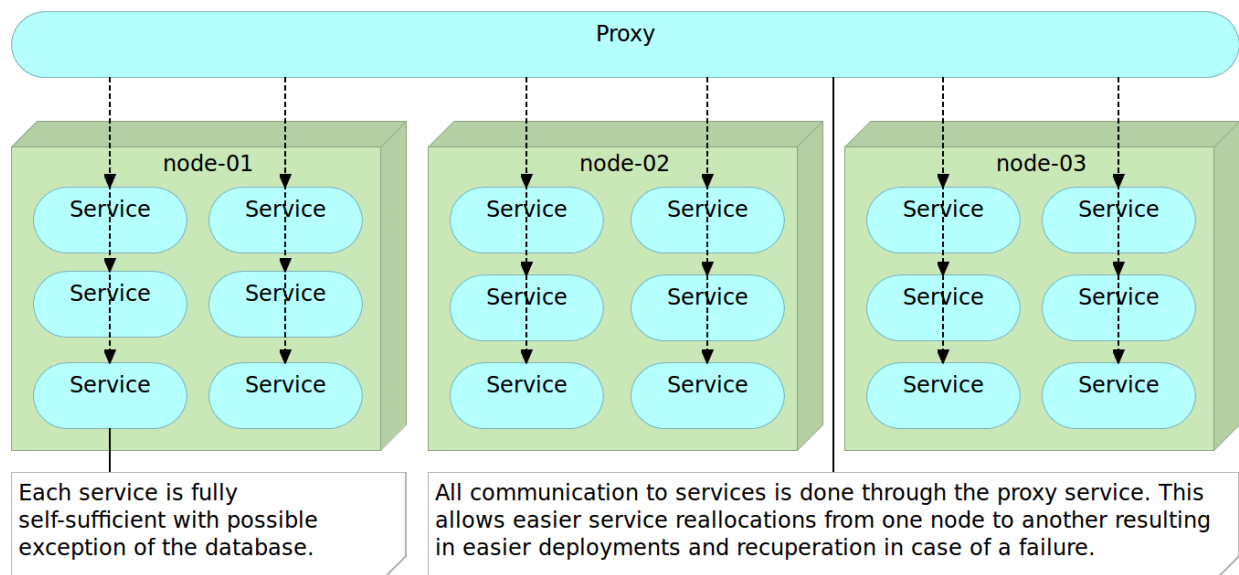 Proxy
node-01
node-02
node-03
Service Service Service Service Service Service
Service Service Service Service Service Service
Service Service Service Service Service Service
Each service is fully
self-sufficient with possible
exception of the database.
All communication to services is done through the proxy service. This
allows easier service reallocations from one node to another resulting
in easier deployments and recuperation in case of a failure.